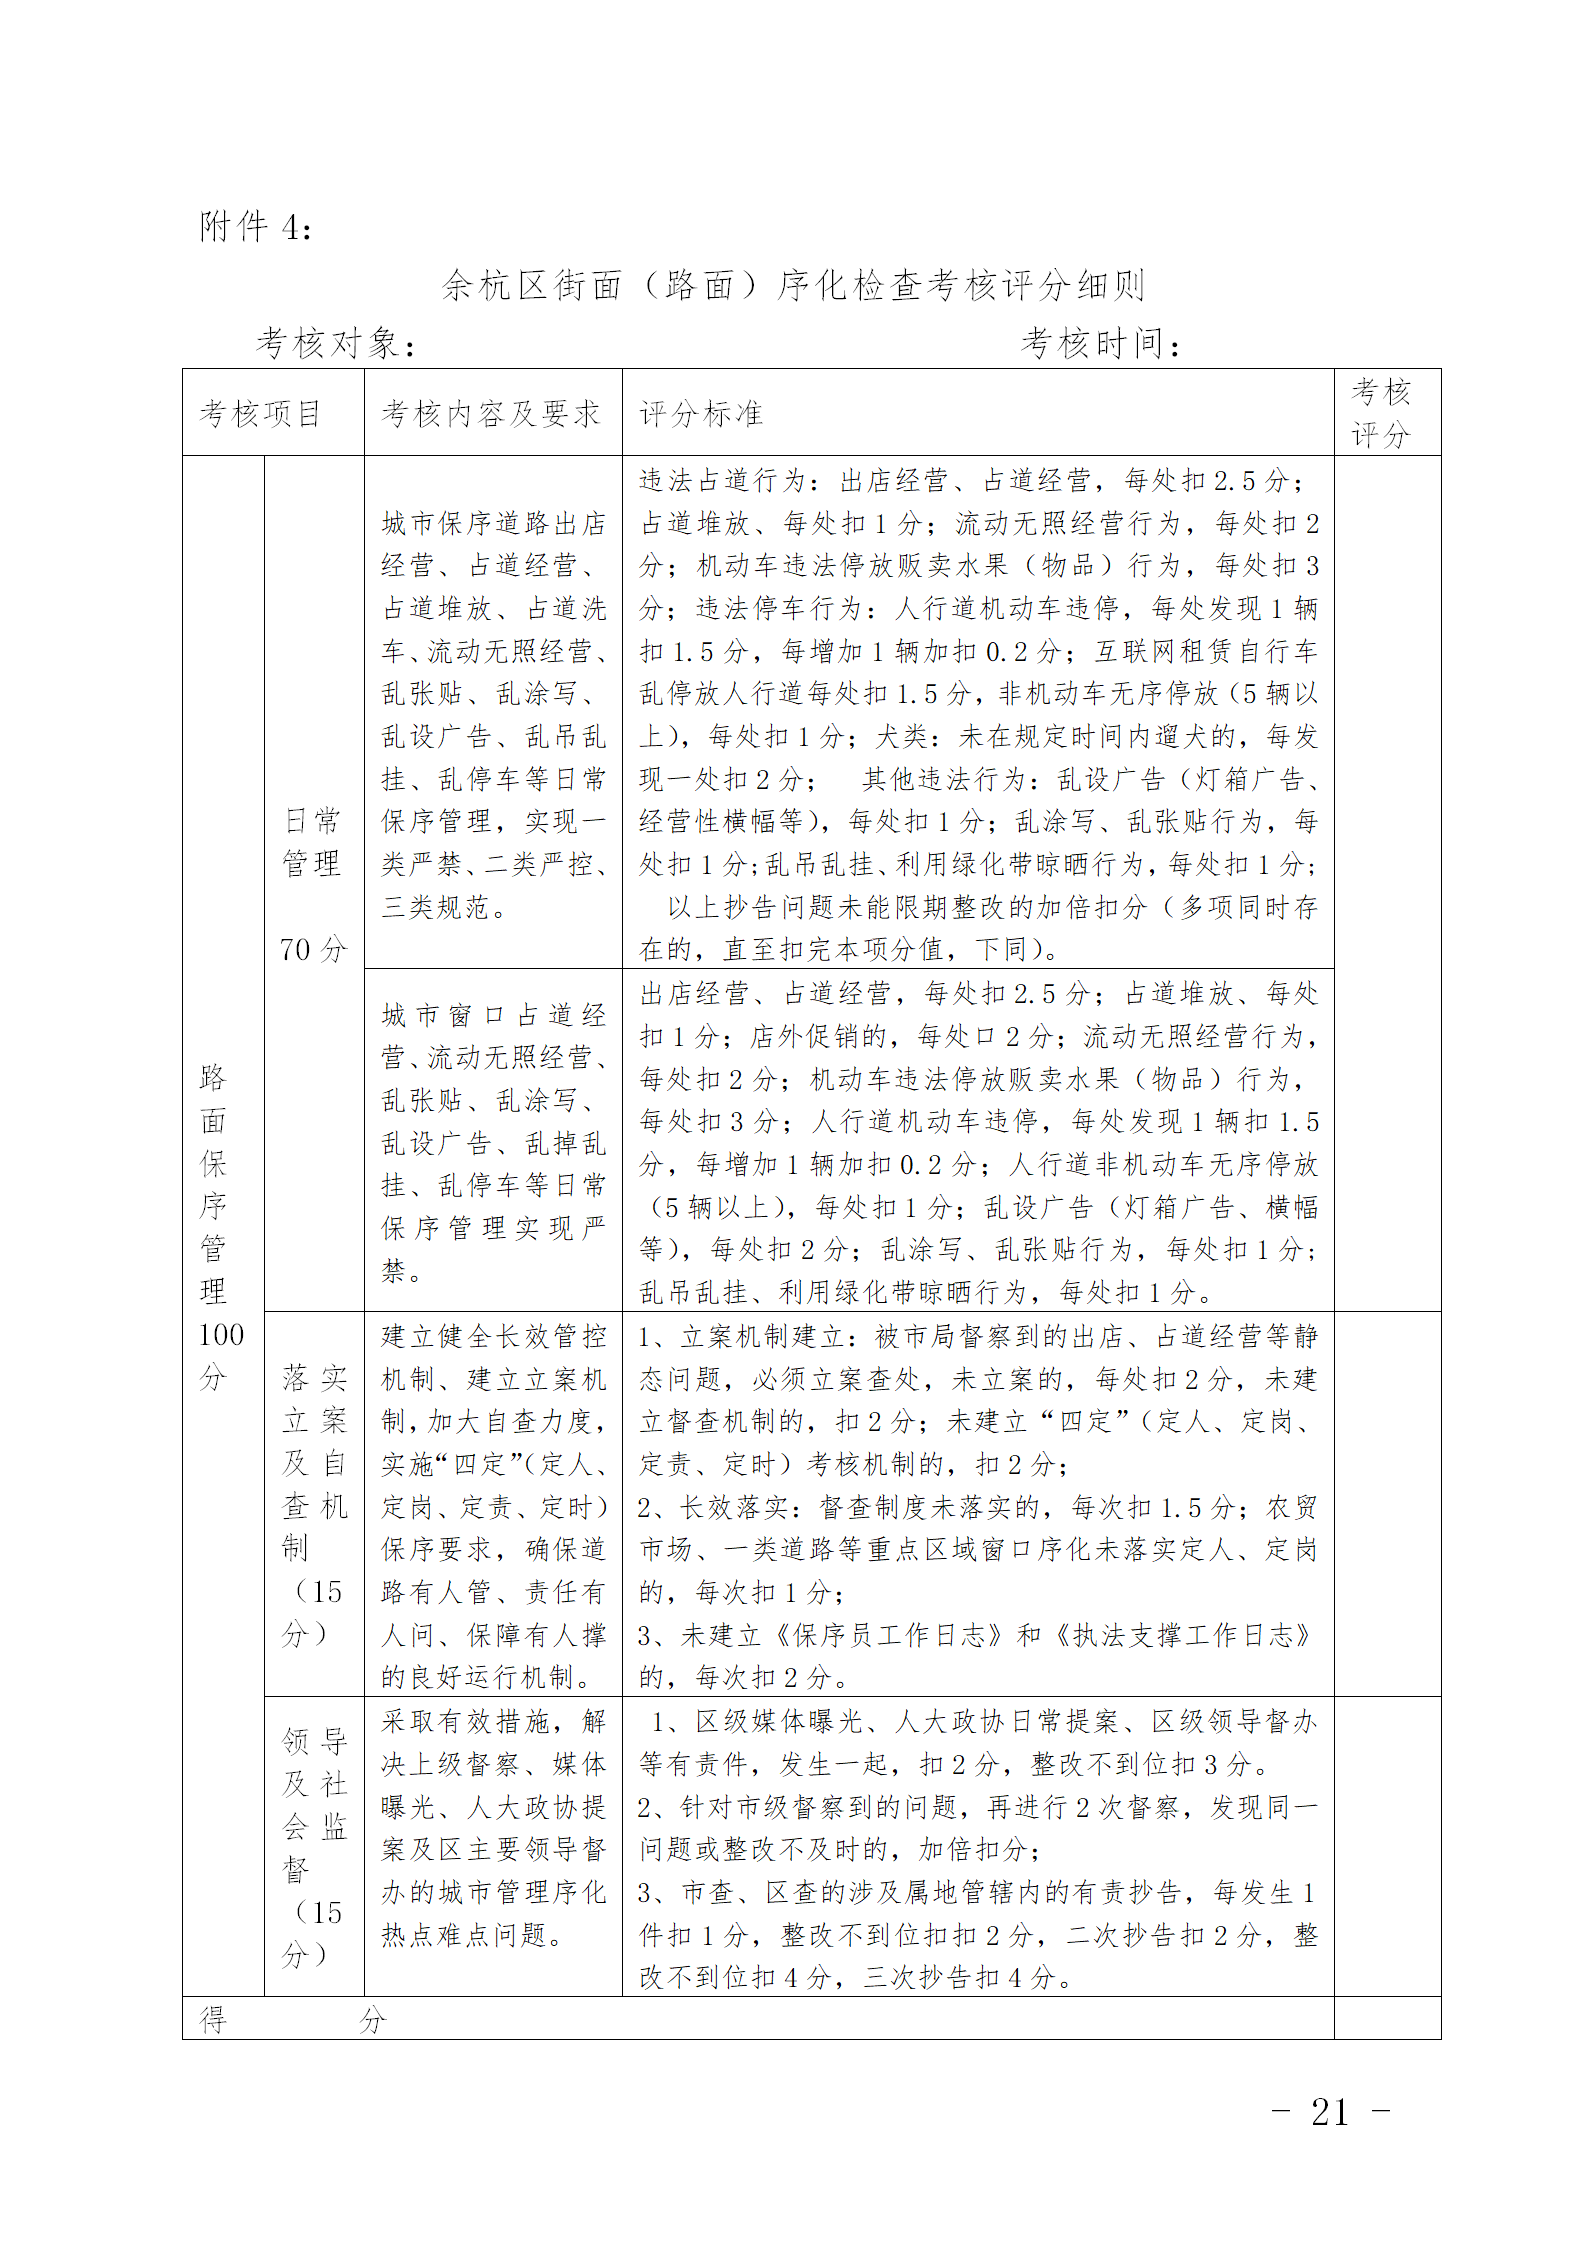 附件 4：
余杭区街面（路面）序化检查考核评分细则
考核对象：
考核时间：
考核项目
考核内容及要求
评分标准
考核
评分
路
面
保
序
管
理
100
分
日常
管理
70 分
城市保序道路出店
经营、占道经营、
占道堆放、占道洗
车、流动无照经营、
乱张贴、乱涂写、
乱设广告、乱吊乱
挂、乱停车等日常
保序管理，实现一
类严禁、二类严控、
三类规范。
违法占道行为：出店经营、占道经营，每处扣 2.5 分；
占道堆放、每处扣 1 分；流动无照经营行为，每处扣 2
分；机动车违法停放贩卖水果（物品）行为，每处扣 3
分；违法停车行为：人行道机动车违停，每处发现 1 辆
扣 1.5 分，每增加 1 辆加扣 0.2 分；互联网租赁自行车
乱停放人行道每处扣 1.5 分，非机动车无序停放（5 辆以
上），每处扣 1 分；犬类：未在规定时间内遛犬的，每发
现一处扣 2 分；　其他违法行为：乱设广告（灯箱广告、
经营性横幅等），每处扣 1 分；乱涂写、乱张贴行为，每
处扣 1 分;乱吊乱挂、利用绿化带晾晒行为，每处扣 1 分；
以上抄告问题未能限期整改的加倍扣分（多项同时存
在的，直至扣完本项分值，下同）。
城市窗口占道经
营、流动无照经营、
乱张贴、乱涂写、
乱设广告、乱掉乱
挂、乱停车等日常
保序管理实现严
禁。
出店经营、占道经营，每处扣 2.5 分；占道堆放、每处
扣 1 分；店外促销的，每处口 2 分；流动无照经营行为，
每处扣 2 分；机动车违法停放贩卖水果（物品）行为，
每处扣 3 分；人行道机动车违停，每处发现 1 辆扣 1.5
分，每增加 1 辆加扣 0.2 分；人行道非机动车无序停放
（5 辆以上），每处扣 1 分；乱设广告（灯箱广告、横幅
等），每处扣 2 分；乱涂写、乱张贴行为，每处扣 1 分；
乱吊乱挂、利用绿化带晾晒行为，每处扣 1 分。
落实
立案
及自
查机
制
（15
分）
建立健全长效管控
机制、建立立案机
制，加大自查力度，
实施“四定”（定人、
定岗、定责、定时）
保序要求，确保道
路有人管、责任有
人问、保障有人撑
的良好运行机制。
1、立案机制建立：被市局督察到的出店、占道经营等静
态问题，必须立案查处，未立案的，每处扣 2 分，未建
立督查机制的，扣 2 分；未建立“四定”（定人、定岗、
定责、定时）考核机制的，扣 2 分；
2、长效落实：督查制度未落实的，每次扣 1.5 分；农贸
市场、一类道路等重点区域窗口序化未落实定人、定岗
的，每次扣 1 分；
3、未建立《保序员工作日志》和《执法支撑工作日志》
的，每次扣 2 分。
领导
及社
会监
督
（15
分）
采取有效措施，解
决上级督察、媒体
曝光、人大政协提
案及区主要领导督
办的城市管理序化
热点难点问题。
1、区级媒体曝光、人大政协日常提案、区级领导督办
等有责件，发生一起，扣 2 分，整改不到位扣 3 分。
2、针对市级督察到的问题，再进行 2 次督察，发现同一
问题或整改不及时的，加倍扣分；
3、市查、区查的涉及属地管辖内的有责抄告，每发生 1
件扣 1 分，整改不到位扣扣 2 分，二次抄告扣 2 分，整
改不到位扣 4 分，三次抄告扣 4 分。
得　　　　分
- 21 -